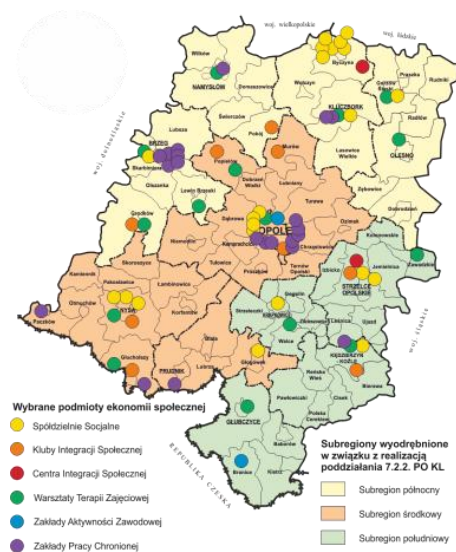 woj. wielkopolskie
woj. łódzkie
Wilków
Byczyna
Praszka
Rudniki
NAMYSŁÓW
Domaszowice
Wołczyn
Gorzów Śląski
KLUCZBORK
Radłów
Świerczów
Lasowice Wielkie
OLESNO
woj. dolnośląskie
Lubsza
BRZEG
Skarbimierz
Pokój
Murów
Zębowice
Olszanka
Popielów
Dobrzeń Wielki
Łubniany
Lewin Brzeski
Turawa
Dobrodzień
Grodków
Dąbrowa
OPOLE
Ozimek
Kolonowskie
Niemodlin
Komprachcice
Chrząstowice
Zawadzkie
Skoroszyce
Tułowice
Prószków
Tarnów Opolski
Izbicko
Jemielnica
Kamiennik
Pakosławice
Łambinowice
STRZELCE OPOLSKIE
Otmuchów
NYSA
Korfantów
Strzeleczki
Gogolin
KRAPKOWICE
Zdzieszowice
Leśnica
Ujazd
woj. śląskie
Paczków
Biała
Walce
KĘDZIERZYN-KOŹLE
Głuchołazy
PRUDNIK
Lubrza
Głogówek
Reńska Wieś
Bierawa
Pawłowiczki
Cisek
GŁUBCZYCE
Polska Cerekiew
Baborów
Branice
Kietrz
REPUBLIKA CZESKA
Wybrane podmioty ekonomii społecznej
Spółdzielnie Socjalne
Kluby Integracji Społecznej
Centra Integracji Społecznej
Warsztaty Terapii Zajęciowej
Zakłady Aktywności Zawodowej
Zakłady Pracy Chronionej
Subregiony wyodrębnione
w związku z realizacją
poddziałania 7.2.2. PO KL
Subregion północny
Subregion środkowy
Subregion południowy